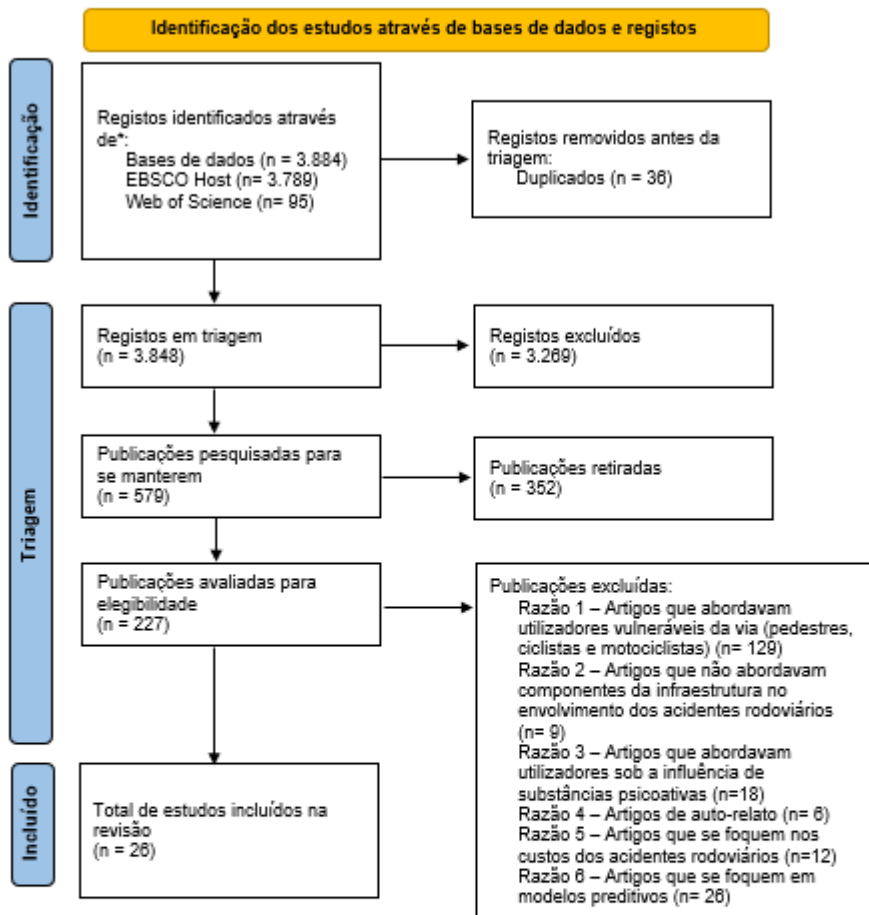 Identificação dos estudos através de bases de dados e registos
Identificação
Registos identificados através
de*:
Bases de dados (n = 3.884)
EBSCO Host (n= 3.789)
Web of Science (n= 95)
Registos removidos antes da
triagem:
Duplicados (n = 36)
Triagem
Registos em triagem
(n = 3.848)
Registos excluídos
(n = 3.269)
Publicações pesquisadas para
se manterem
(n = 579)
Publicações retiradas
(n = 352)
Publicações avaliadas para
elegibilidade
(n = 227)
Publicações excluídas:
Razão 1 – Artigos que abordavam
utilizadores vulneráveis da via (pedestres,
ciclistas e motociclistas) (n= 129)
Razão 2 – Artigos que não abordavam
componentes da infraestrutura no
envolvimento dos acidentes rodoviários
(n= 9)
Razão 3 – Artigos que abordavam
utilizadores sob a influência de
substâncias psicoativas (n=18)
Razão 4 – Artigos de auto-relato (n= 6)
Razão 5 – Artigos que se foquem nos
custos dos acidentes rodoviários (n=12)
Razão 6 – Artigos que se foquem em
modelos preditivos (n= 26)
Incluído
Total de estudos incluídos na
revisão
(n = 26)